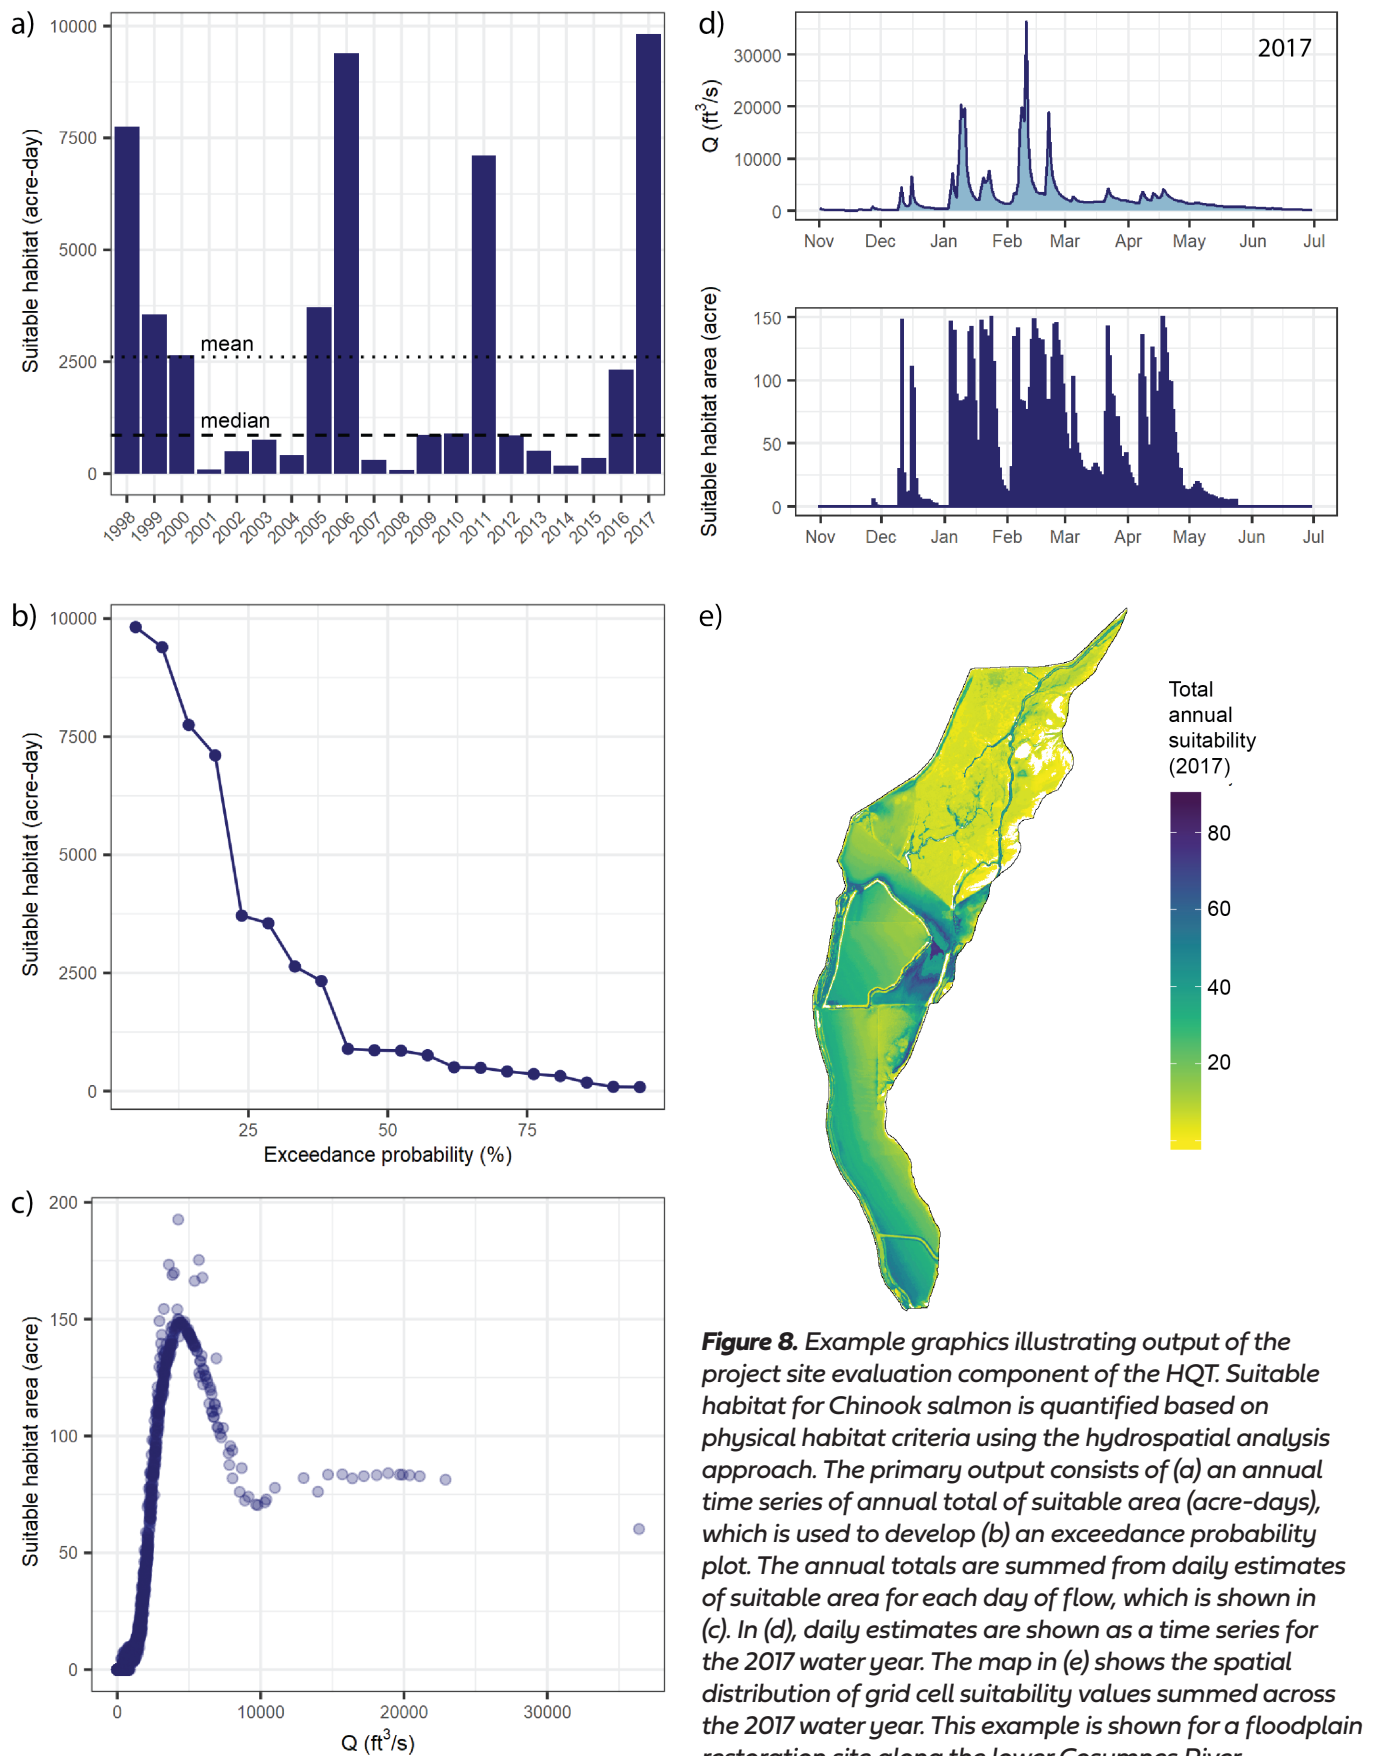 a)
Suitable habitat (acre-day)
10000
7500
5000
2500
0
mean
median
1998
1999
2000
2001
2002
2003
2004
2005
2006
2007
2008
2009
2010
2011
2012
2013
2014
2015
2016
2017
b)
Suitable habitat (acre-day)
10000
7500
5000
2500
0
25
50
75
Exceedance probability (%)
c)
Suitable habitat area (acre)
200
150
100
50
0
0
10000
20000
30000
Q (ft³/s)
d)
2017
Q (ft³/s)
30000
20000
10000
0
Nov Dec Jan Feb Mar Apr May Jun Jul
Suitable habitat area (acre)
150
100
50
0
Nov Dec Jan Feb Mar Apr May Jun Jul
e)
Total
annual
suitability
(2017)
80
60
40
20
Figure 8. Example graphics illustrating output of the
project site evaluation component of the HQT. Suitable
habitat for Chinook salmon is quantified based on
physical habitat criteria using the hydrospatial analysis
approach. The primary output consists of (a) an annual
time series of annual total of suitable area (acre-days),
which is used to develop (b) an exceedance probability
plot. The annual totals are summed from daily estimates
of suitable area for each day of flow, which is shown in
(c). In (d), daily estimates are shown as a time series for
the 2017 water year. The map in (e) shows the spatial
distribution of grid cell suitability values summed across
the 2017 water year. This example is shown for a floodplain
restoration site along the lower Cosumnes River